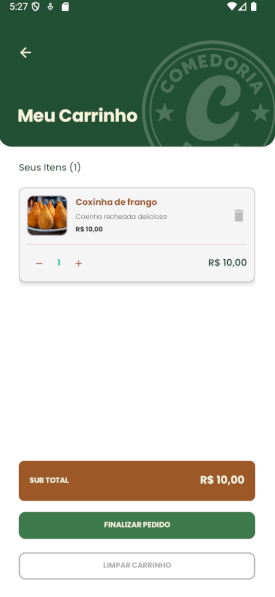 5:27
COMEDORIA
C
Meu Carrinho
Seus Itens (1)
Coxinha de frango
Coxinha recheada deliciosa
R$ 10,00
— 1 + R$ 10,00
SUB TOTAL R$ 10,00
FINALIZAR PEDIDO
LIMPAR CARRINHO